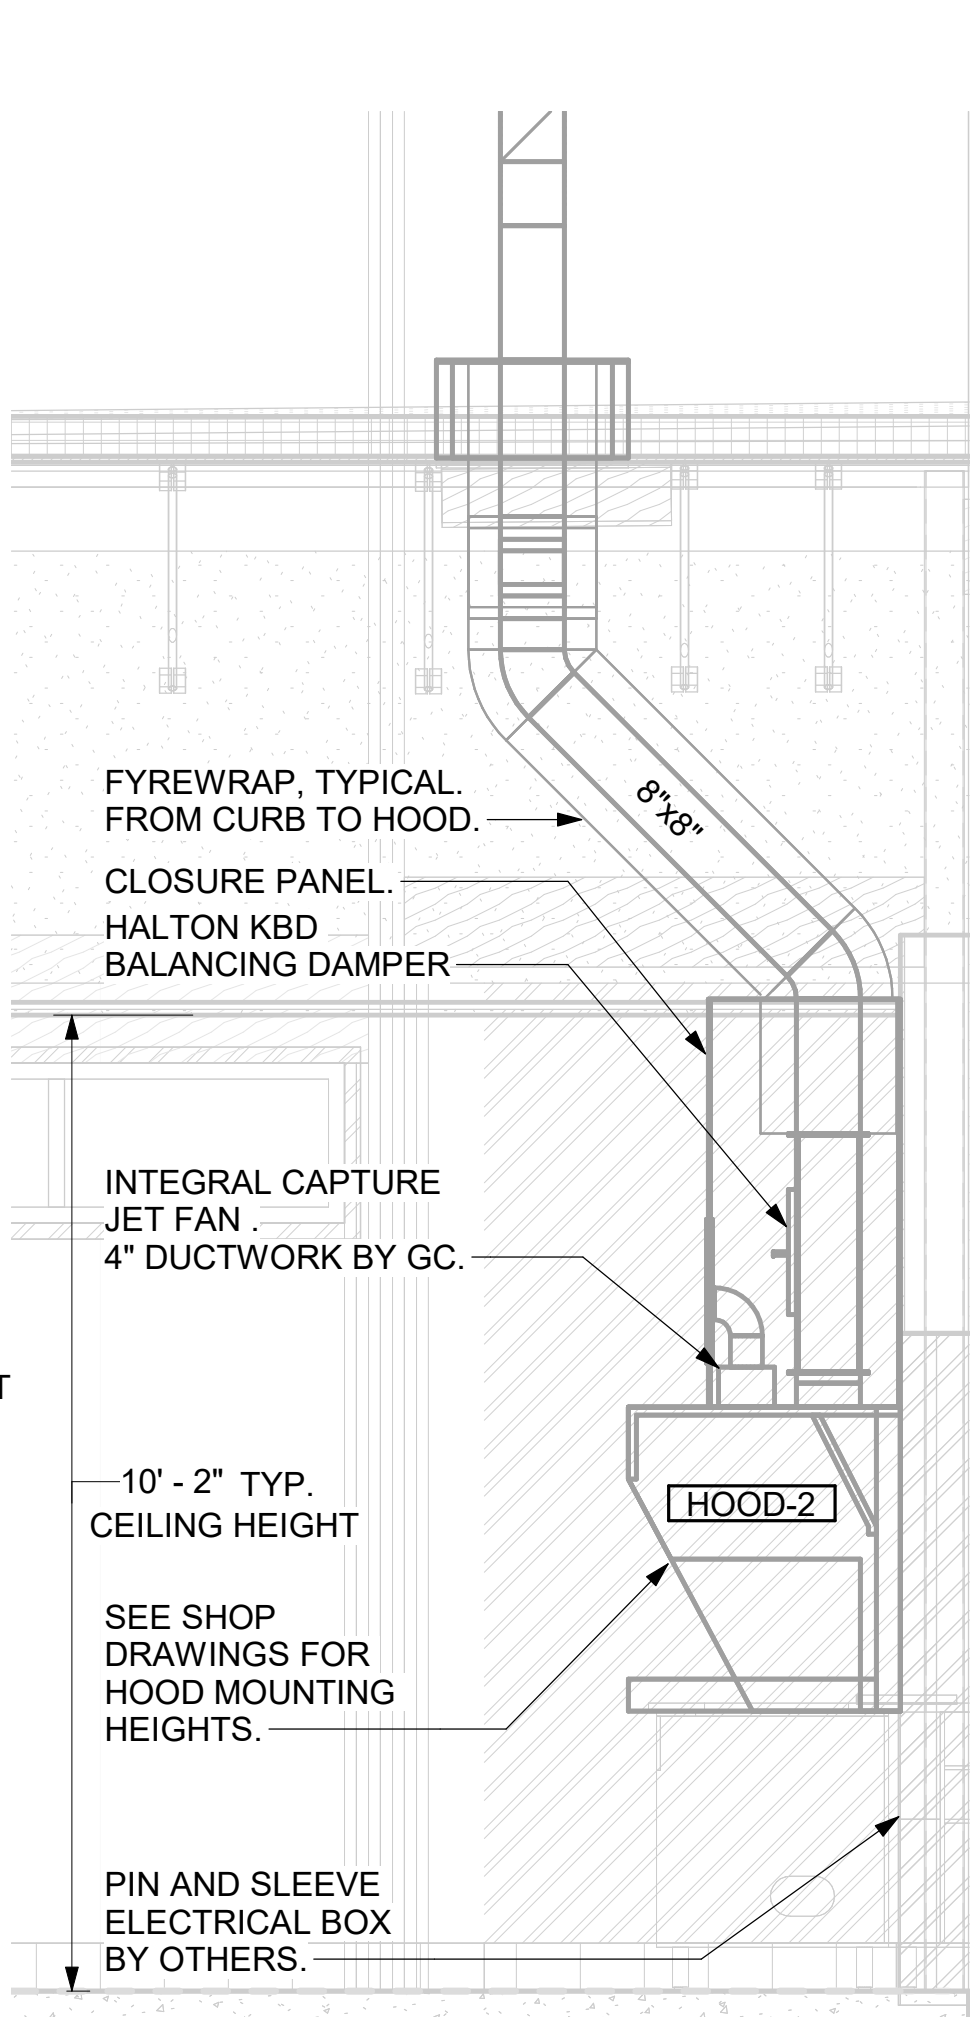 8"x8"
FYREWRAP, TYPICAL.
FROM CURB TO HOOD.
CLOSURE PANEL.
HALTON KBD
BALANCING DAMPER
INTEGRAL CAPTURE
JET FAN .
4" DUCTWORK BY GC.
T
10' - 2" TYP.
CEILING HEIGHT
HOOD-2
SEE SHOP
DRAWINGS FOR
HOOD MOUNTING
HEIGHTS.
PIN AND SLEEVE
ELECTRICAL BOX
BY OTHERS.